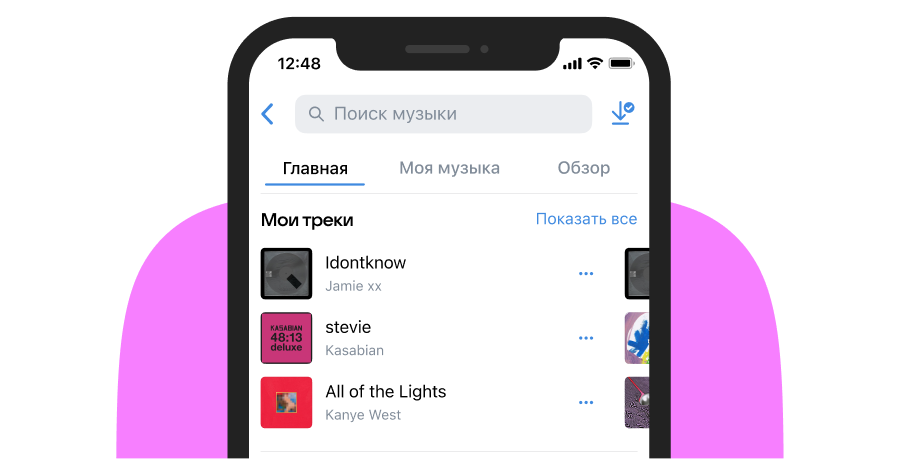 12:48
Поиск музыки
Главная Моя музыка Обзор
Мои треки Показать все
Idontknow
Jamie xx
KASABIAN
48:13
deluxe
stevie
Kasabian
All of the Lights
Kanye West